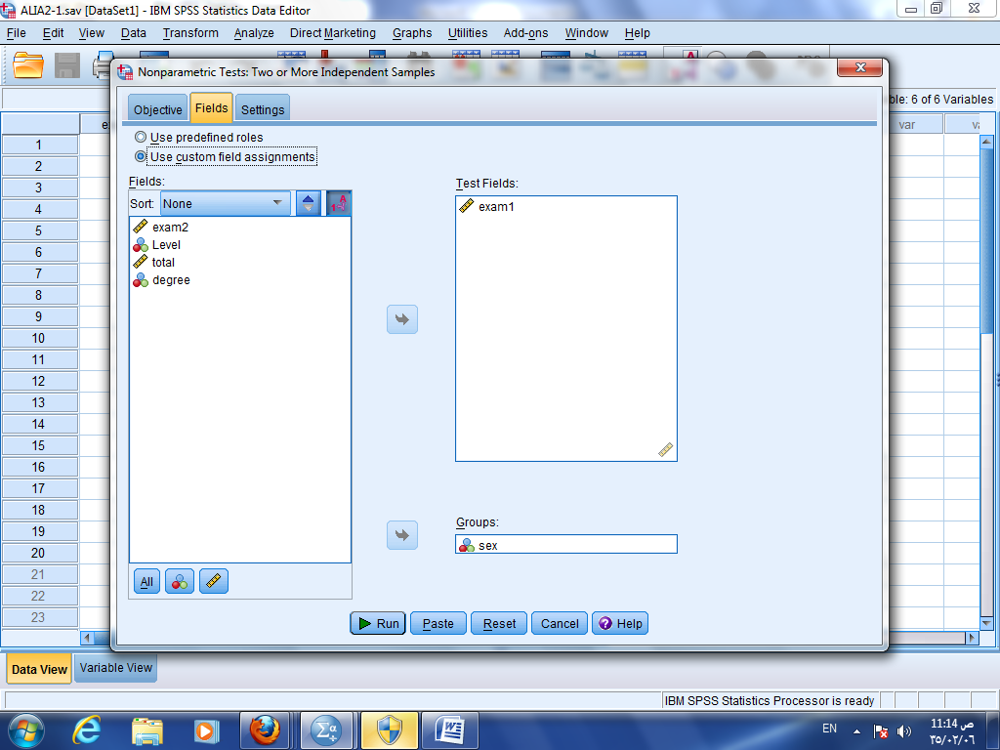 ALIA2-1.sav [DataSet1] - IBM SPSS Statistics Data Editor
File Edit View Data Transform Analyze Direct Marketing Graphs Utilities Add-ons Window Help
Nonparametric Tests: Two or More Independent Samples
ble: 6 of 6 Variables
Objective Fields Settings
var
Use predefined roles
Use custom field assignments
Fields:
Sort: None
exam2
Level
total
degree
All
Test Fields:
exam1
Groups:
sex
Run Paste Reset Cancel Help
1
2
3
4
5
6
7
8
9
10
11
12
13
14
15
16
17
18
19
20
21
22
23
Data View Variable View
IBM SPSS Statistics Processor is ready
EN
11:14 ص
٣٥/٠٢/٠٦